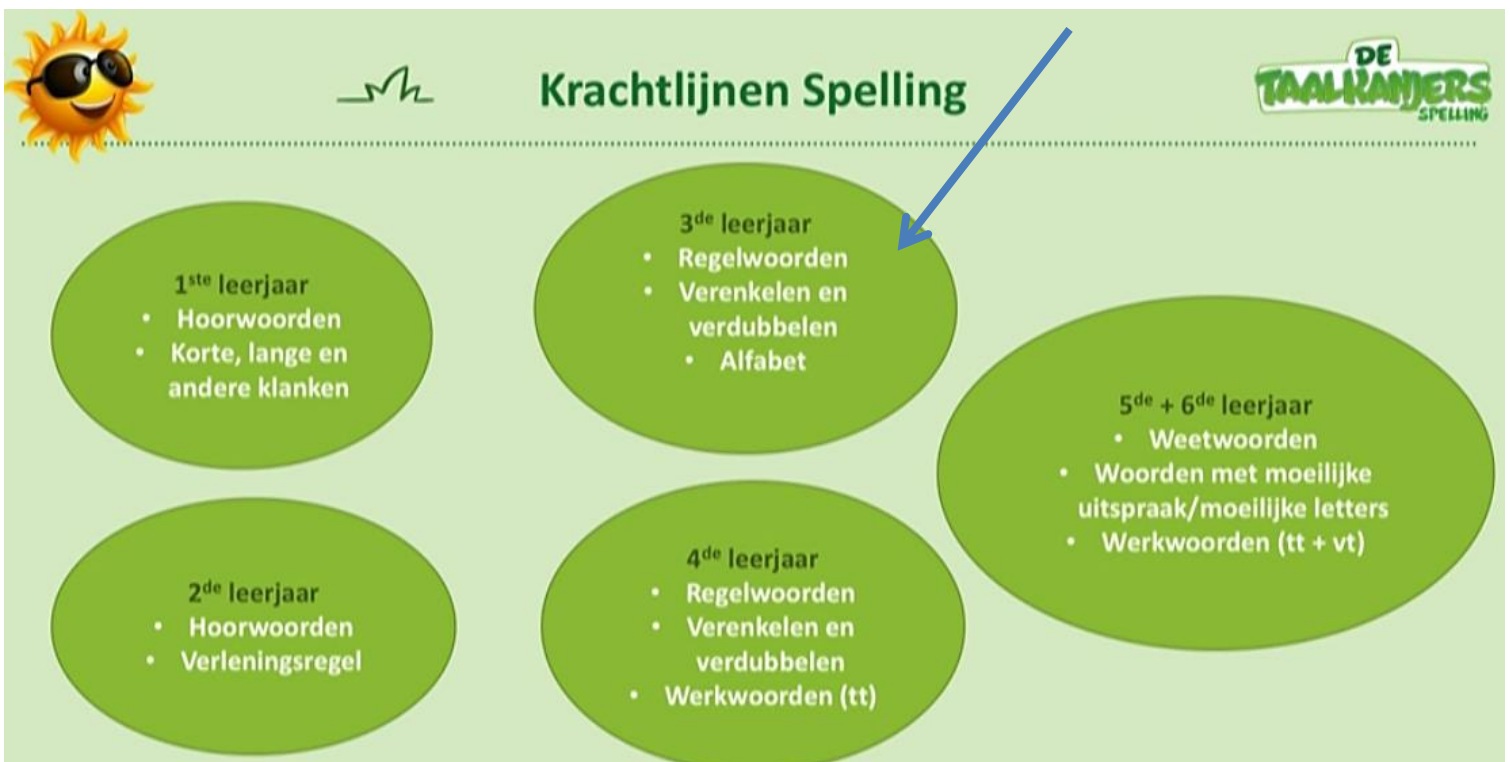 Krachtlijnen Spelling
DE
TAALKANJERS
SPELLING
1ste leerjaar
• Hoorwoorden
• Korte, lange en
andere klanken
2de leerjaar
• Hoorwoorden
• Verleningsregel
3de leerjaar
• Regelwoorden
• Verenkelen en
verdubbelen
• Alfabet
4de leerjaar
• Regelwoorden
• Verenkelen en
verdubbelen
• Werkwoorden (tt)
5de + 6de leerjaar
• Weetwoorden
• Woorden met moeilijke
uitspraak/moeilijke letters
• Werkwoorden (tt + vt)